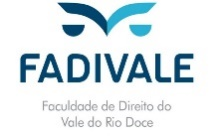 FADIVALE
Faculdade de Direito do
Vale do Rio Doce